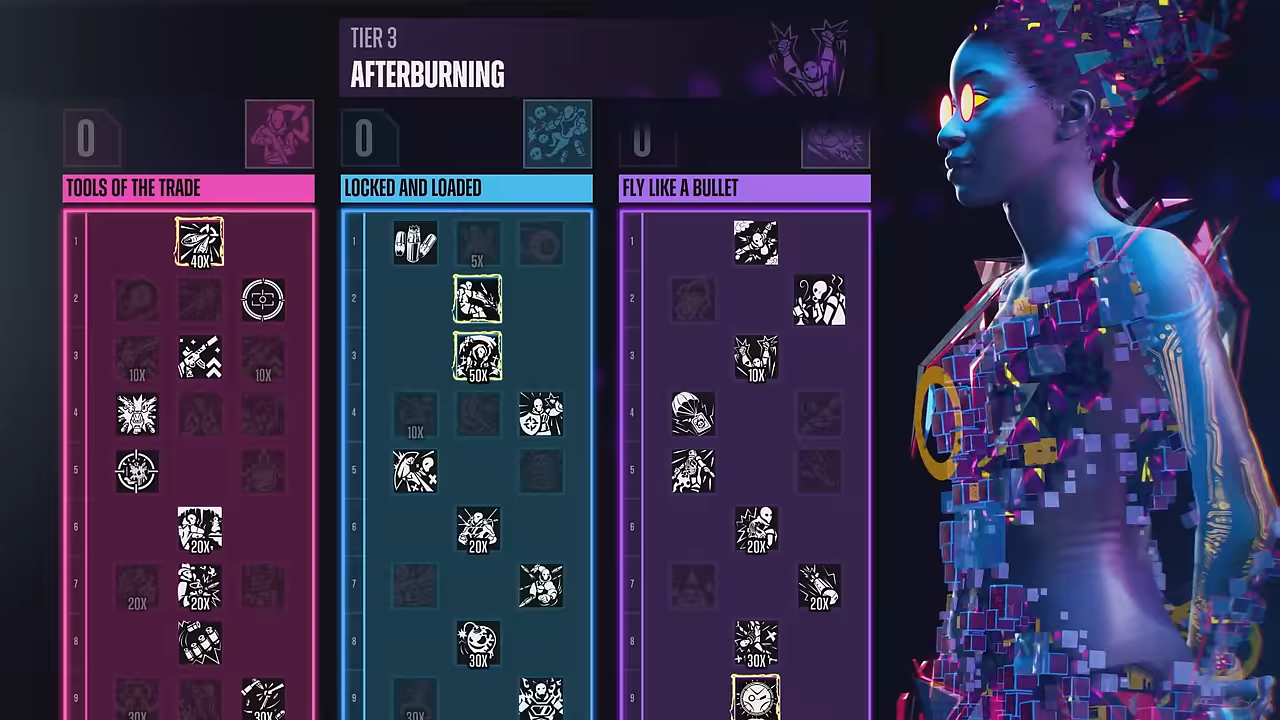 TIER 3
AFTERBURNING
0 0 0
TOOLS OF THE TRADE LOCKED AND LOADED FLY LIKE A BULLET
1 40X 1 5X 1
2 2 2
3 10X 10X 3 50X 3 10X
4 4 10X 4
5 5 5
6 20X 6 20X 6 20X
7 20X 20X 7 7 20X
8 8 30X 8 30X
9 30X 30X 9 30X 9